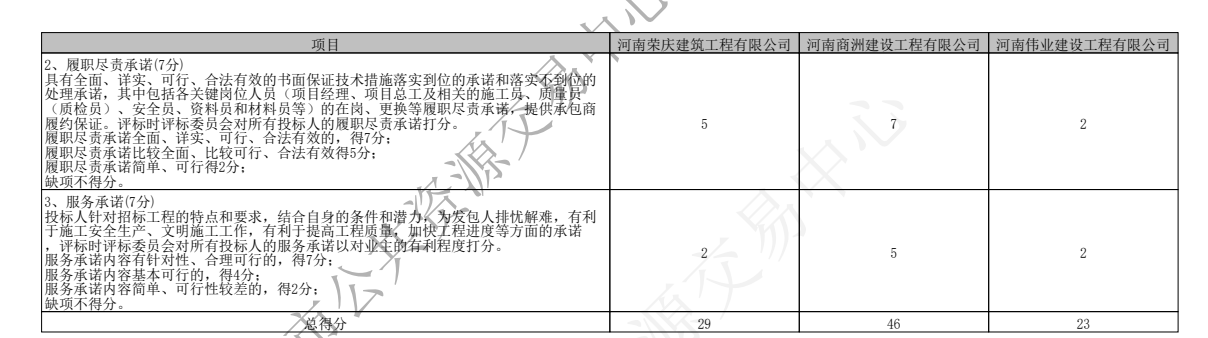 项目 河南荣庆建筑工程有限公司 河南商洲建设工程有限公司 河南伟业建设工程有限公司
2、履职尽责承诺(7分)
具有全面、详实、可行、合法有效的书面保证技术措施落实到位的承诺和落实不到位的
处理承诺，其中包括各关键岗位人员（项目经理、项目总工及相关的施工员、质量员
（质检员）、安全员、资料员和材料员等）的在岗、更换等履职尽责承诺，提供承包商
履约保证。评标时评标委员会对所有投标人的履职尽责承诺打分。
履职尽责承诺全面、详实、可行、合法有效的，得7分；
履职尽责承诺比较全面、比较可行、合法有效得5分；
履职尽责承诺简单、可行得2分；
缺项不得分。
5 7 2
3、服务承诺(7分)
投标人针对招标工程的特点和要求，结合自身的条件和潜力，为发包人排忧解难，有利
于施工安全生产、文明施工工作，有利于提高工程质量，加快工程进度等方面的承诺
，评标时评标委员会对所有投标人的服务承诺以对业主的有利程度打分。
服务承诺内容有针对性、合理可行的，得7分；
服务承诺内容基本可行的，得4分；
服务承诺内容简单、可行性较差的，得2分；
缺项不得分。
2 5 2
总得分 29 46 23
市公共资源交易中心
源交易中心